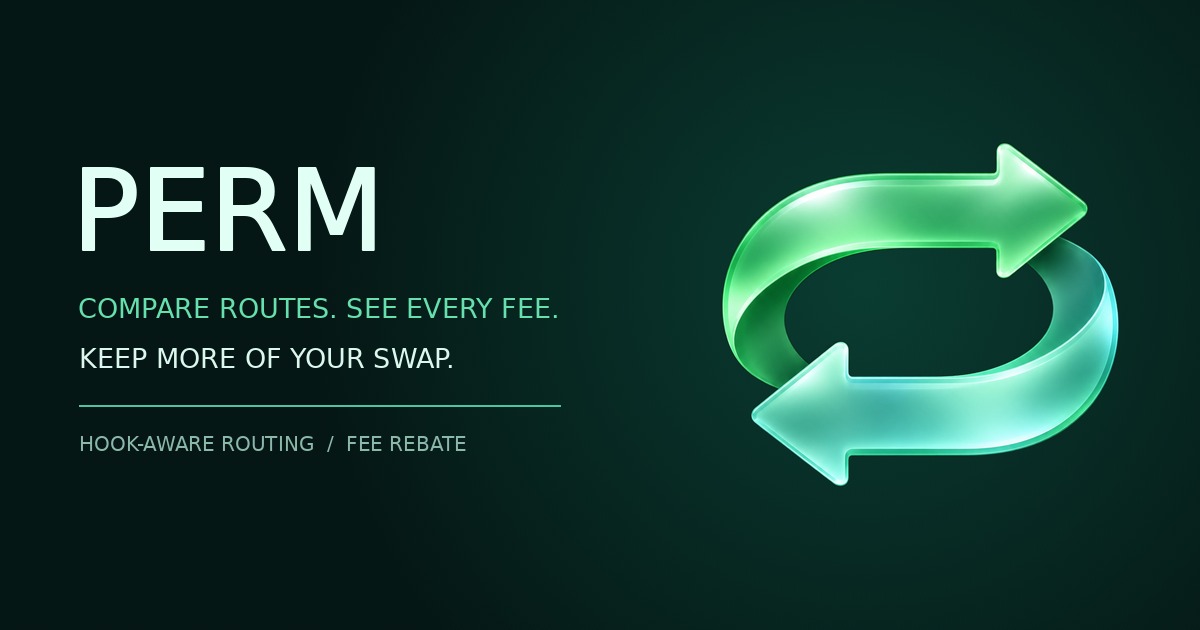 PERM
COMPARE ROUTES. SEE EVERY FEE.
KEEP MORE OF YOUR SWAP.
HOOK-AWARE ROUTING / FEE REBATE